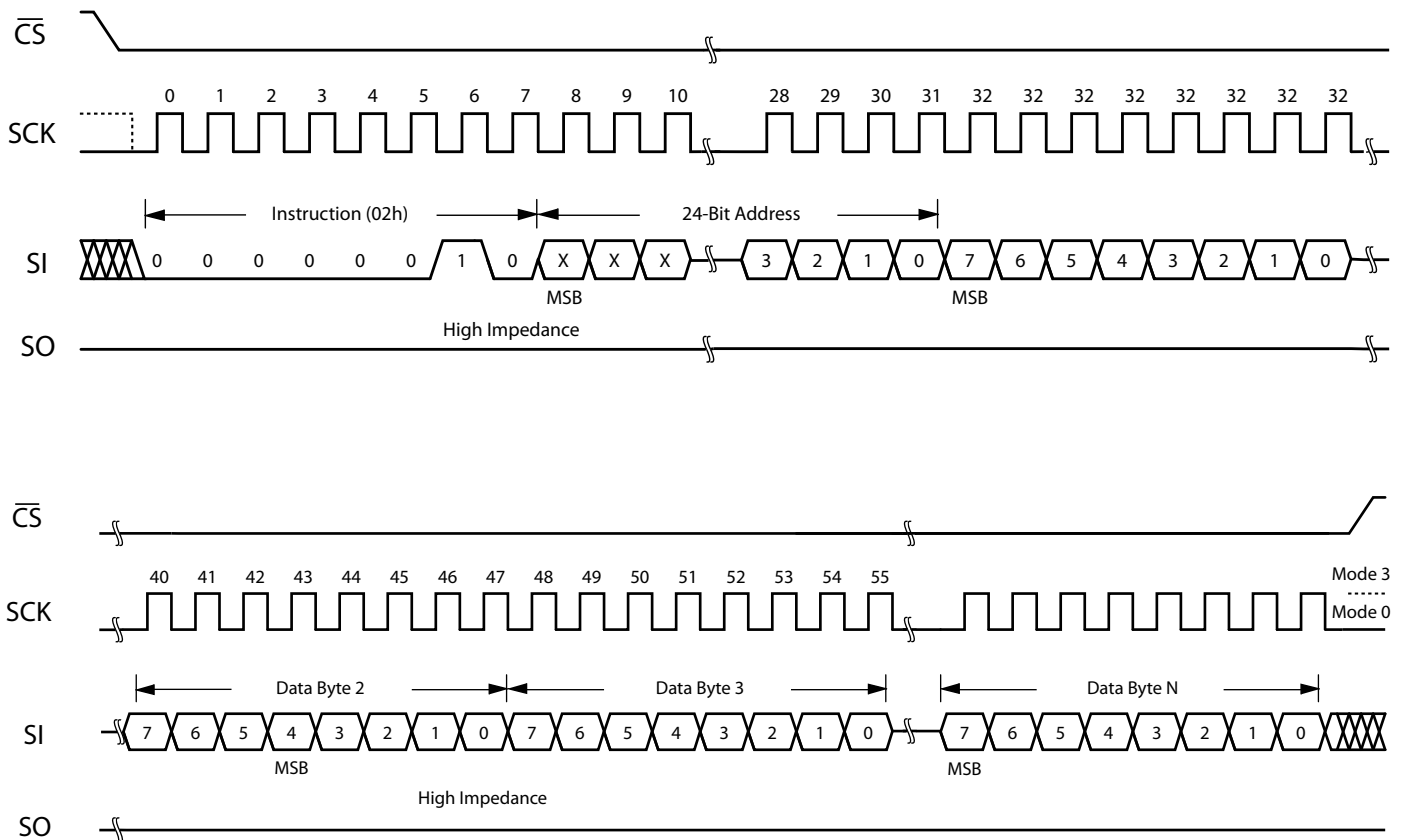 CS
0 1 2 3 4 5 6 7 8 9 10 28 29 30 31 32 32 32 32 32 32 32 32
SCK
Instruction (02h) 24-Bit Address
SI 0 0 0 0 0 0 1 0 X X X 3 2 1 0 7 6 5 4 3 2 1 0
MSB MSB
High Impedance
SO
CS
40 41 42 43 44 45 46 47 48 49 50 51 52 53 54 55 Mode 3
SCK Mode 0
Data Byte 2 Data Byte 3 Data Byte N
SI 7 6 5 4 3 2 1 0 7 6 5 4 3 2 1 0 7 6 5 4 3 2 1 0
MSB MSB
High Impedance
SO